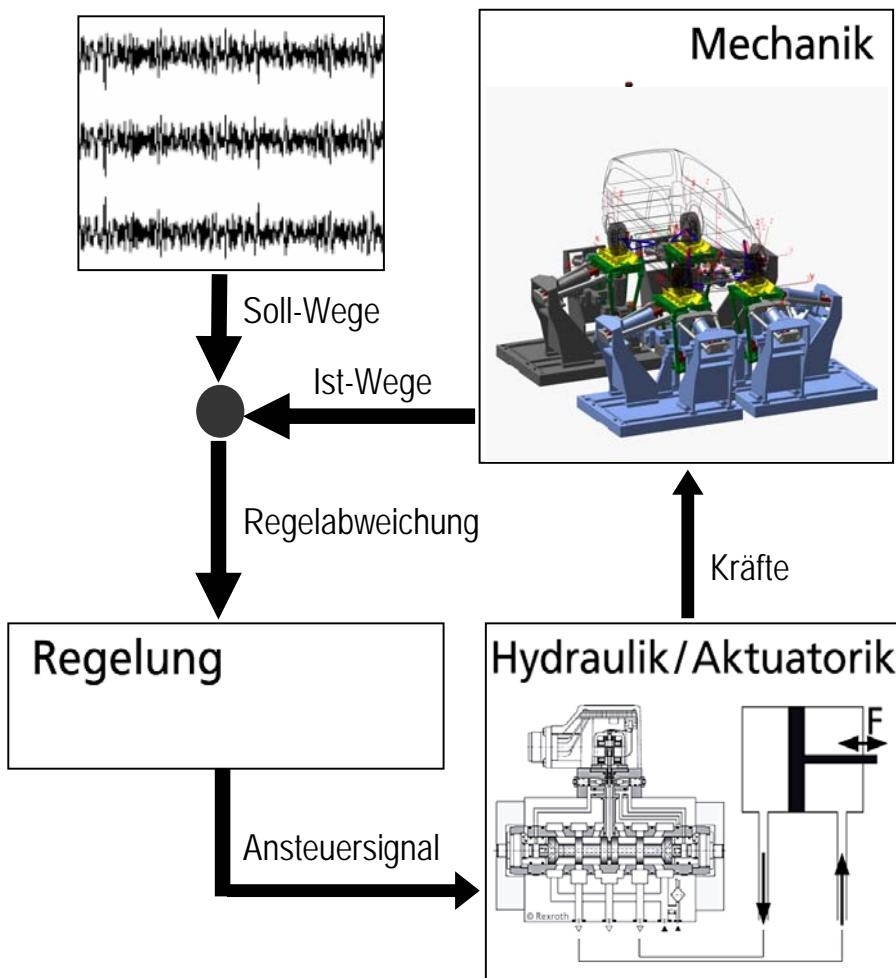 Mechanik
Soll-Wege
Ist-Wege
Regelabweichung
Kräfte
Regelung
Hydraulik/Aktuatorik
F
Ansteuersignal
© Rexroth